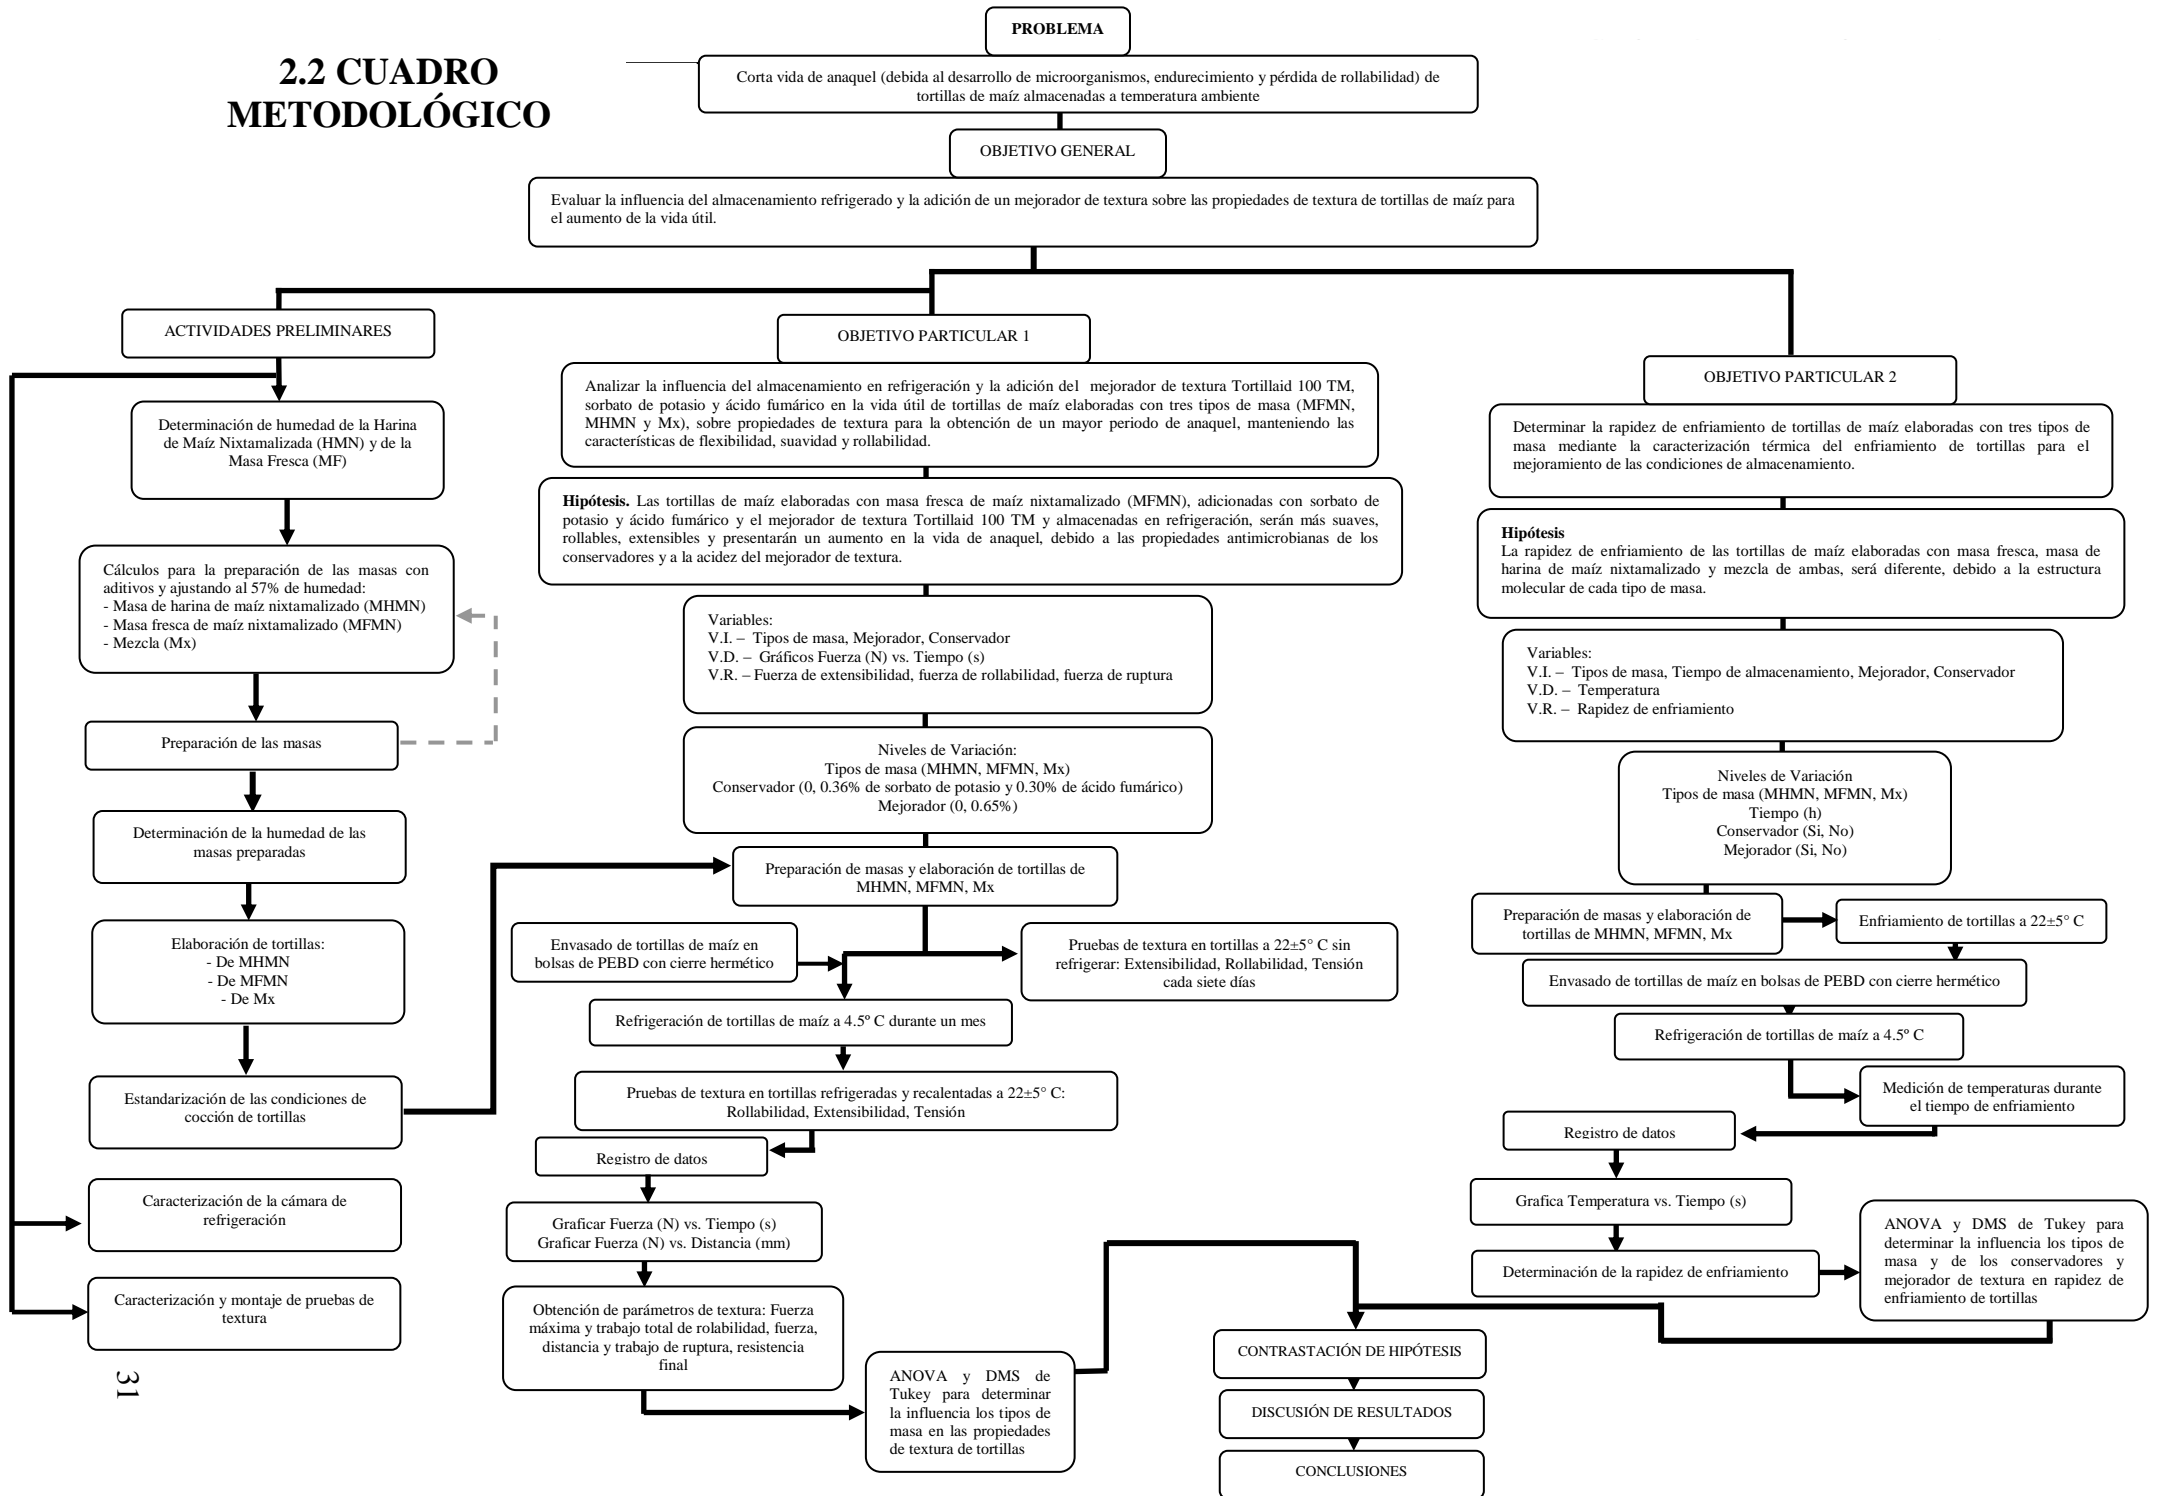 2.2 CUADRO
METODOLÓGICO
PROBLEMA
Corta vida de anaquel (debida al desarrollo de microorganismos, endurecimiento y pérdida de rollabilidad) de
tortillas de maíz almacenadas a temperatura ambiente
OBJETIVO GENERAL
Evaluar la influencia del almacenamiento refrigerado y la adición de un mejorador de textura sobre las propiedades de textura de tortillas de maíz para
el aumento de la vida útil.
ACTIVIDADES PRELIMINARES
Determinación de humedad de la Harina
de Maíz Nixtamalizada (HMN) y de la
Masa Fresca (MF)
Cálculos para la preparación de las masas con
aditivos y ajustando al 57% de humedad:
- Masa de harina de maíz nixtamalizado (MHMN)
- Masa fresca de maíz nixtamalizado (MFMN)
- Mezcla (Mx)
Preparación de las masas
Determinación de la humedad de las
masas preparadas
Elaboración de tortillas:
- De MHMN
- De MFMN
- De Mx
Estandarización de las condiciones de
cocción de tortillas
Caracterización de la cámara de
refrigeración
Caracterización y montaje de pruebas de
textura
31
OBJETIVO PARTICULAR 1
Analizar la influencia del almacenamiento en refrigeración y la adición del mejorador de textura Tortillaid 100 TM,
sorbato de potasio y ácido fumárico en la vida útil de tortillas de maíz elaboradas con tres tipos de masa (MFMN,
MHMN y Mx), sobre propiedades de textura para la obtención de un mayor periodo de anaquel, manteniendo las
características de flexibilidad, suavidad y rollabilidad.
Hipótesis. Las tortillas de maíz elaboradas con masa fresca de maíz nixtamalizado (MFMN), adicionadas con sorbato de
potasio y ácido fumárico y el mejorador de textura Tortillaid 100 TM y almacenadas en refrigeración, serán más suaves,
rollables, extensibles y presentarán un aumento en la vida de anaquel, debido a las propiedades antimicrobianas de los
conservadores y a la acidez del mejorador de textura.
Variables:
V.I. – Tipos de masa, Mejorador, Conservador
V.D. – Gráficos Fuerza (N) vs. Tiempo (s)
V.R. – Fuerza de extensibilidad, fuerza de rollabilidad, fuerza de ruptura
Niveles de Variación:
Tipos de masa (MHMN, MFMN, Mx)
Conservador (0, 0.36% de sorbato de potasio y 0.30% de ácido fumárico)
Mejorador (0, 0.65%)
Preparación de masas y elaboración de tortillas de
MHMN, MFMN, Mx
Envasado de tortillas de maíz en
bolsas de PEBD con cierre hermético
Pruebas de textura en tortillas a 22±5° C sin
refrigerar: Extensibilidad, Rollabilidad, Tensión
cada siete días
Refrigeración de tortillas de maíz a 4.5º C durante un mes
Pruebas de textura en tortillas refrigeradas y recalentadas a 22±5° C:
Rollabilidad, Extensibilidad, Tensión
Registro de datos
Graficar Fuerza (N) vs. Tiempo (s)
Graficar Fuerza (N) vs. Distancia (mm)
Obtención de parámetros de textura: Fuerza
máxima y trabajo total de rolabilidad, fuerza,
distancia y trabajo de ruptura, resistencia
final
ANOVA y DMS de
Tukey para determinar
la influencia los tipos de
masa en las propiedades
de textura de tortillas
OBJETIVO PARTICULAR 2
Determinar la rapidez de enfriamiento de tortillas de maíz elaboradas con tres tipos de
masa mediante la caracterización térmica del enfriamiento de tortillas para el
mejoramiento de las condiciones de almacenamiento.
Hipótesis
La rapidez de enfriamiento de las tortillas de maíz elaboradas con masa fresca, masa de
harina de maíz nixtamalizado y mezcla de ambas, será diferente, debido a la estructura
molecular de cada tipo de masa.
Variables:
V.I. – Tipos de masa, Tiempo de almacenamiento, Mejorador, Conservador
V.D. – Temperatura
V.R. – Rapidez de enfriamiento
Niveles de Variación
Tipos de masa (MHMN, MFMN, Mx)
Tiempo (h)
Conservador (Si, No)
Mejorador (Si, No)
Preparación de masas y elaboración de
tortillas de MHMN, MFMN, Mx
Enfriamiento de tortillas a 22±5° C
Envasado de tortillas de maíz en bolsas de PEBD con cierre hermético
Refrigeración de tortillas de maíz a 4.5º C
Medición de temperaturas durante
el tiempo de enfriamiento
Registro de datos
Grafica Temperatura vs. Tiempo (s)
Determinación de la rapidez de enfriamiento
ANOVA y DMS de Tukey para
determinar la influencia los tipos de
masa y de los conservadores y
mejorador de textura en rapidez de
enfriamiento de tortillas
CONTRASTACIÓN DE HIPÓTESIS
DISCUSIÓN DE RESULTADOS
CONCLUSIONES